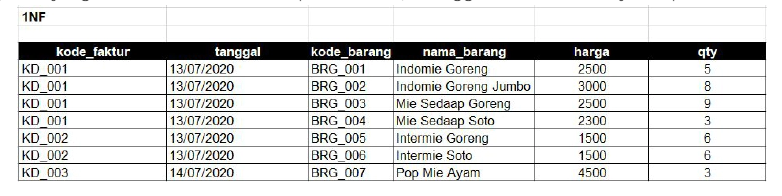 1NF
kode_faktur tanggal kode_barang nama_barang harga qty
KD_001 13/07/2020 BRG_001 Indomie Goreng 2500 5
KD_001 13/07/2020 BRG_002 Indomie Goreng Jumbo 3000 8
KD_001 13/07/2020 BRG_003 Mie Sedaap Goreng 2500 9
KD_001 13/07/2020 BRG_004 Mie Sedaap Soto 2300 3
KD_002 13/07/2020 BRG_005 Intermie Goreng 1500 6
KD_002 13/07/2020 BRG_006 Intermie Soto 1500 6
KD_003 14/07/2020 BRG_007 Pop Mie Ayam 4500 3